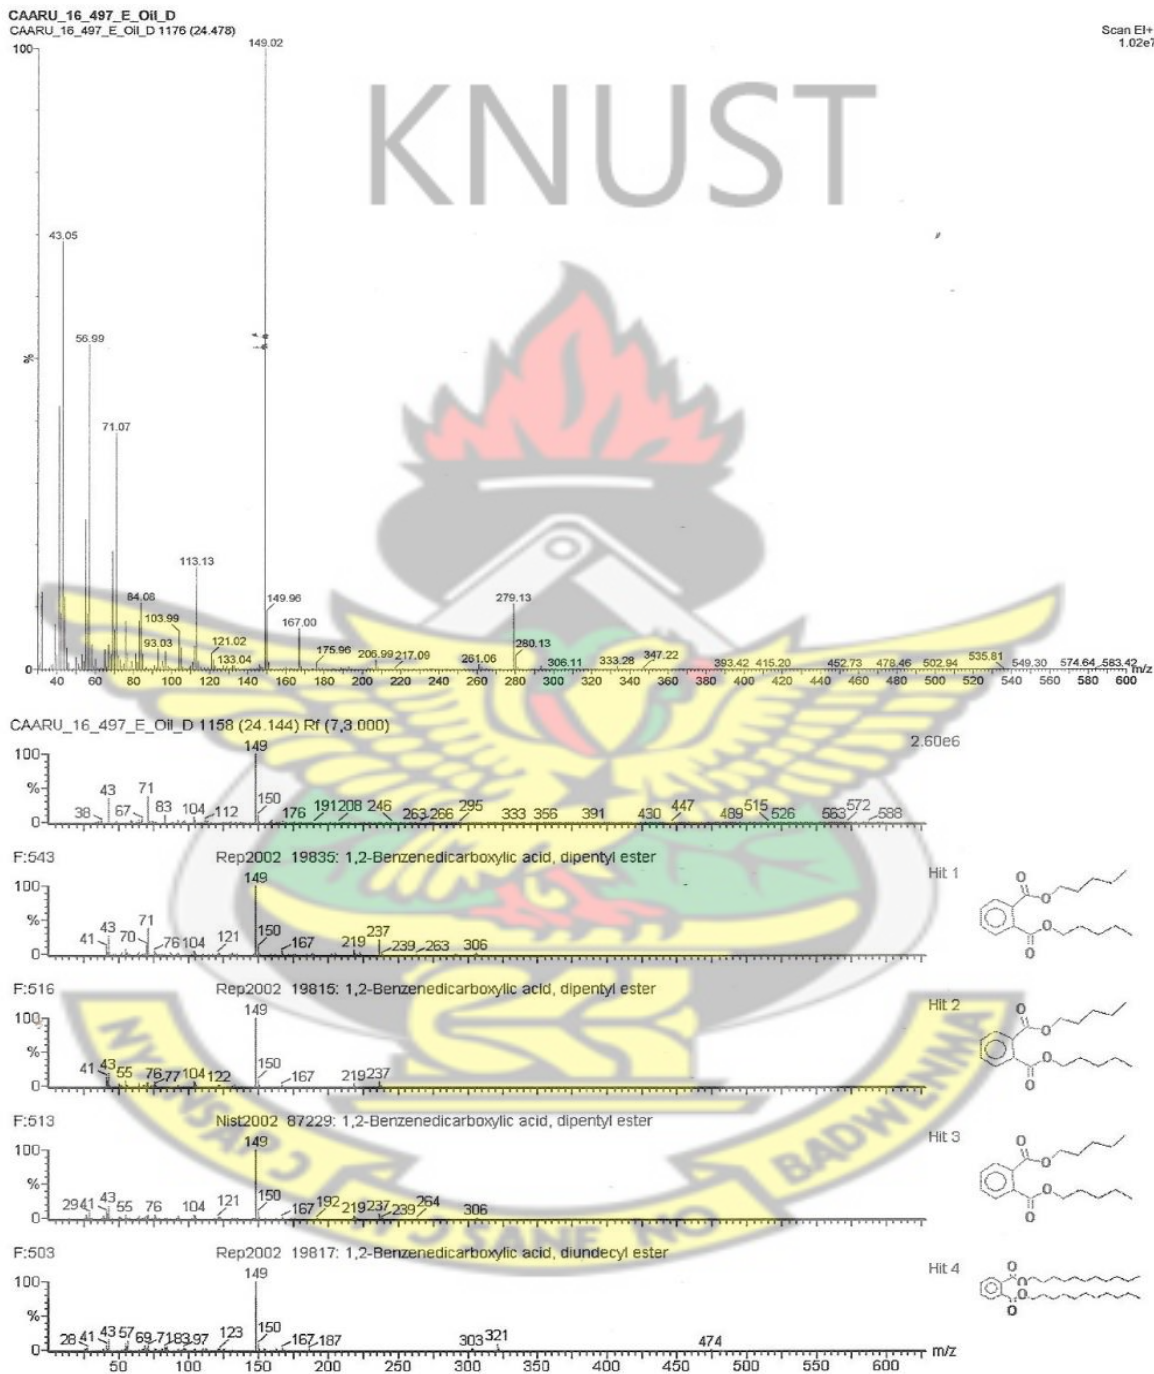 CAARU_16_497_E_Oil_D
CAARU_16_497_E_Oil_D 1176 (24.478)
Scan EI+
1.02e7
149.02
100
KNUST
43.05
56.99
%
71.07
113.13
84.08
149.96
279.13
103.99
167.00
93.03
121.02
133.04
175.96
206.99
217.09
261.06
280.13
306.11
333.28
347.22
393.42
415.20
452.73
478.46
502.94
535.81
549.30
574.64
583.42
0
m/z
40 60 80 100 120 140 160 180 200 220 240 260 280 300 320 340 360 380 400 420 440 460 480 500 520 540 560 580 600
CAARU_16_497_E_Oil_D 1158 (24.144) Rf (7,3.000)
2.60e6
149
100
%
0
38 43 67 71 83 104 112 150 176 191 208 246 263 266 295 333 356 391 430 447 489 515 526 563 572 588
F:543 Rep2002 19835: 1,2-Benzenedicarboxylic acid, dipentyl ester
Hit 1
149
100
%
0
41 43 70 71 76 104 121 150 167 219 237 239 263 306
O
O
O
O
F:516 Rep2002 19815: 1,2-Benzenedicarboxylic acid, dipentyl ester
Hit 2
149
100
%
0
41 43 55 76 77 104 122 150 167 219 237
O
O
O
O
F:513 Nist2002 87229: 1,2-Benzenedicarboxylic acid, dipentyl ester
Hit 3
149
100
%
0
29 41 43 55 76 104 121 150 167 192 219 237 239 264 306
O
O
O
O
F:503 Rep2002 19817: 1,2-Benzenedicarboxylic acid, diundecyl ester
Hit 4
149
100
%
0
28 41 43 57 69 71 83 97 123 150 167 187 303 321 474
O
O
O
O
m/z
50 100 150 200 250 300 350 400 450 500 550 600
NYANSAPƆ
WƆSANE NO
BADWENMA